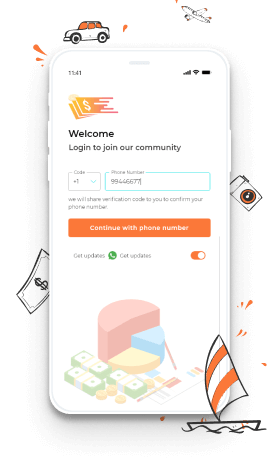 11:41
$
Welcome
Login to join our community
Code
Phone Number
+1
99446677
we will share verification code to you to confirm your
phone number
Continue with phone number
Get updates Get updates
$